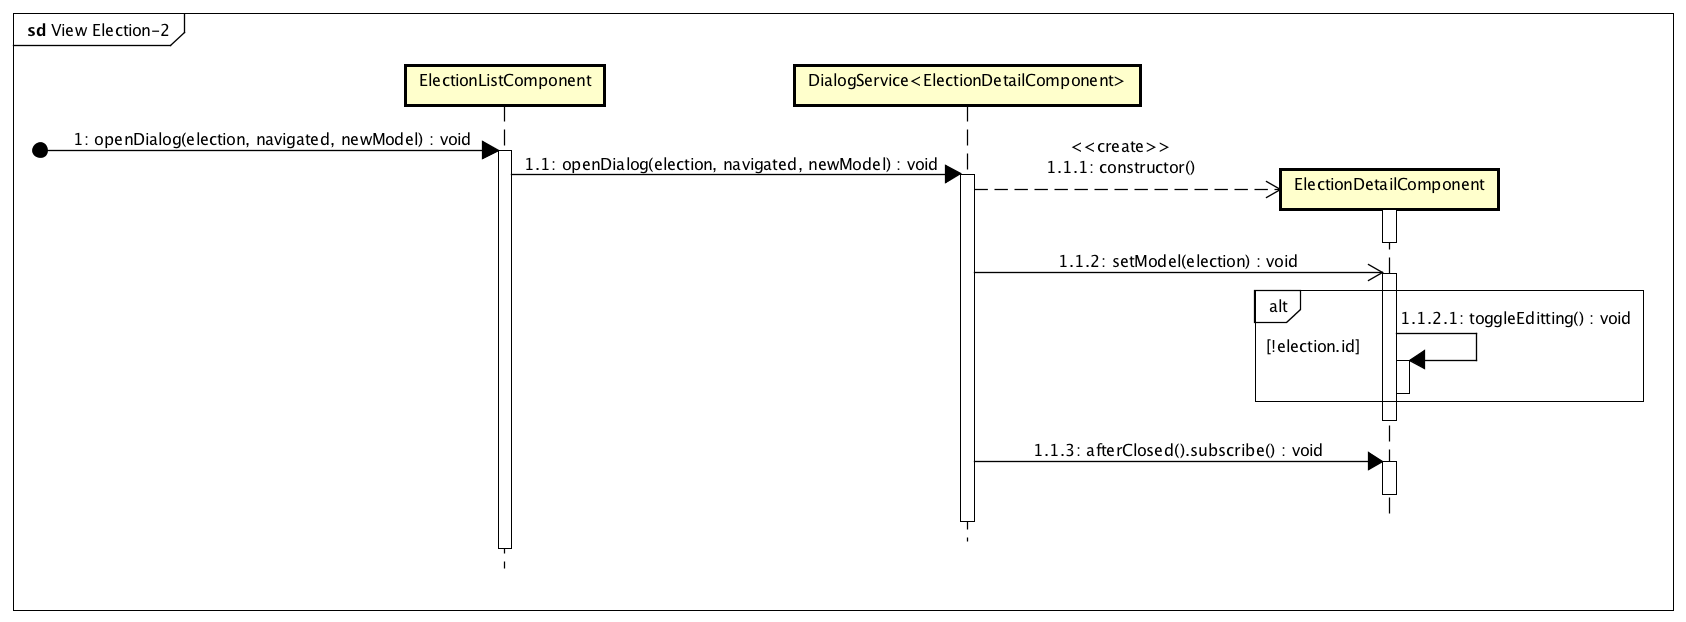 sd View Election-2
ElectionListComponent
DialogService<ElectionDetailComponent>
1: openDialog(election, navigated, newModel) : void
1.1: openDialog(election, navigated, newModel) : void
<<create>>
1.1.1: constructor()
ElectionDetailComponent
1.1.2: setModel(election) : void
alt
1.1.2.1: toggleEditting() : void
[!election.id]
1.1.3: afterClosed().subscribe() : void